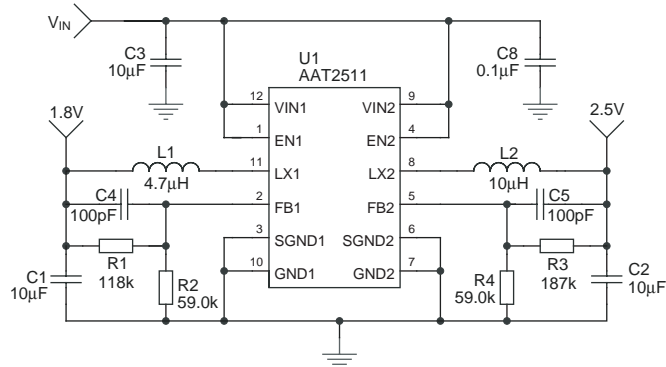 VIN
C3
10μF
U1
AAT2511
C8
0.1μF
1.8V
2.5V
12 VIN1 VIN2 9
1 EN1 EN2 4
L1
4.7μH
11 LX1 LX2 8
L2
10μH
C4
100pF
2 FB1 FB2 5
C5
100pF
3 SGND1 SGND2 6
10 GND1 GND2 7
R1
118k
R2
59.0k
C1
10μF
R4
59.0k
R3
187k
C2
10μF